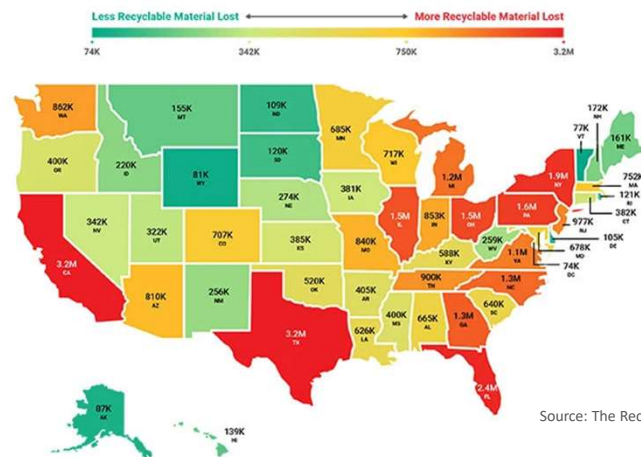 Less Recyclable Material Lost
More Recyclable Material Lost
74K
342K
750K
3.2M
862K
WA
400K
OR
3.2M
CA
342K
NV
220K
ID
155K
MT
81K
WY
322K
UT
810K
AZ
707K
CO
256K
NM
109K
ND
120K
SD
274K
NE
385K
KS
520K
OK
3.2M
TX
685K
MN
381K
IA
840K
MO
405K
AR
626K
LA
717K
WI
1.5M
IL
1.2M
MI
853K
IN
1.5M
OH
588K
KY
900K
TN
400K
MS
665K
AL
1.3M
GA
2.4M
FL
640K
SC
1.3M
NC
1.1M
VA
259K
WV
1.6M
PA
1.9M
NY
77K
VT
172K
NH
161K
ME
752K
MA
121K
RI
382K
CT
977K
NJ
105K
DE
678K
MD
74K
DC
87K
AK
139K
HI
Source: The Rec